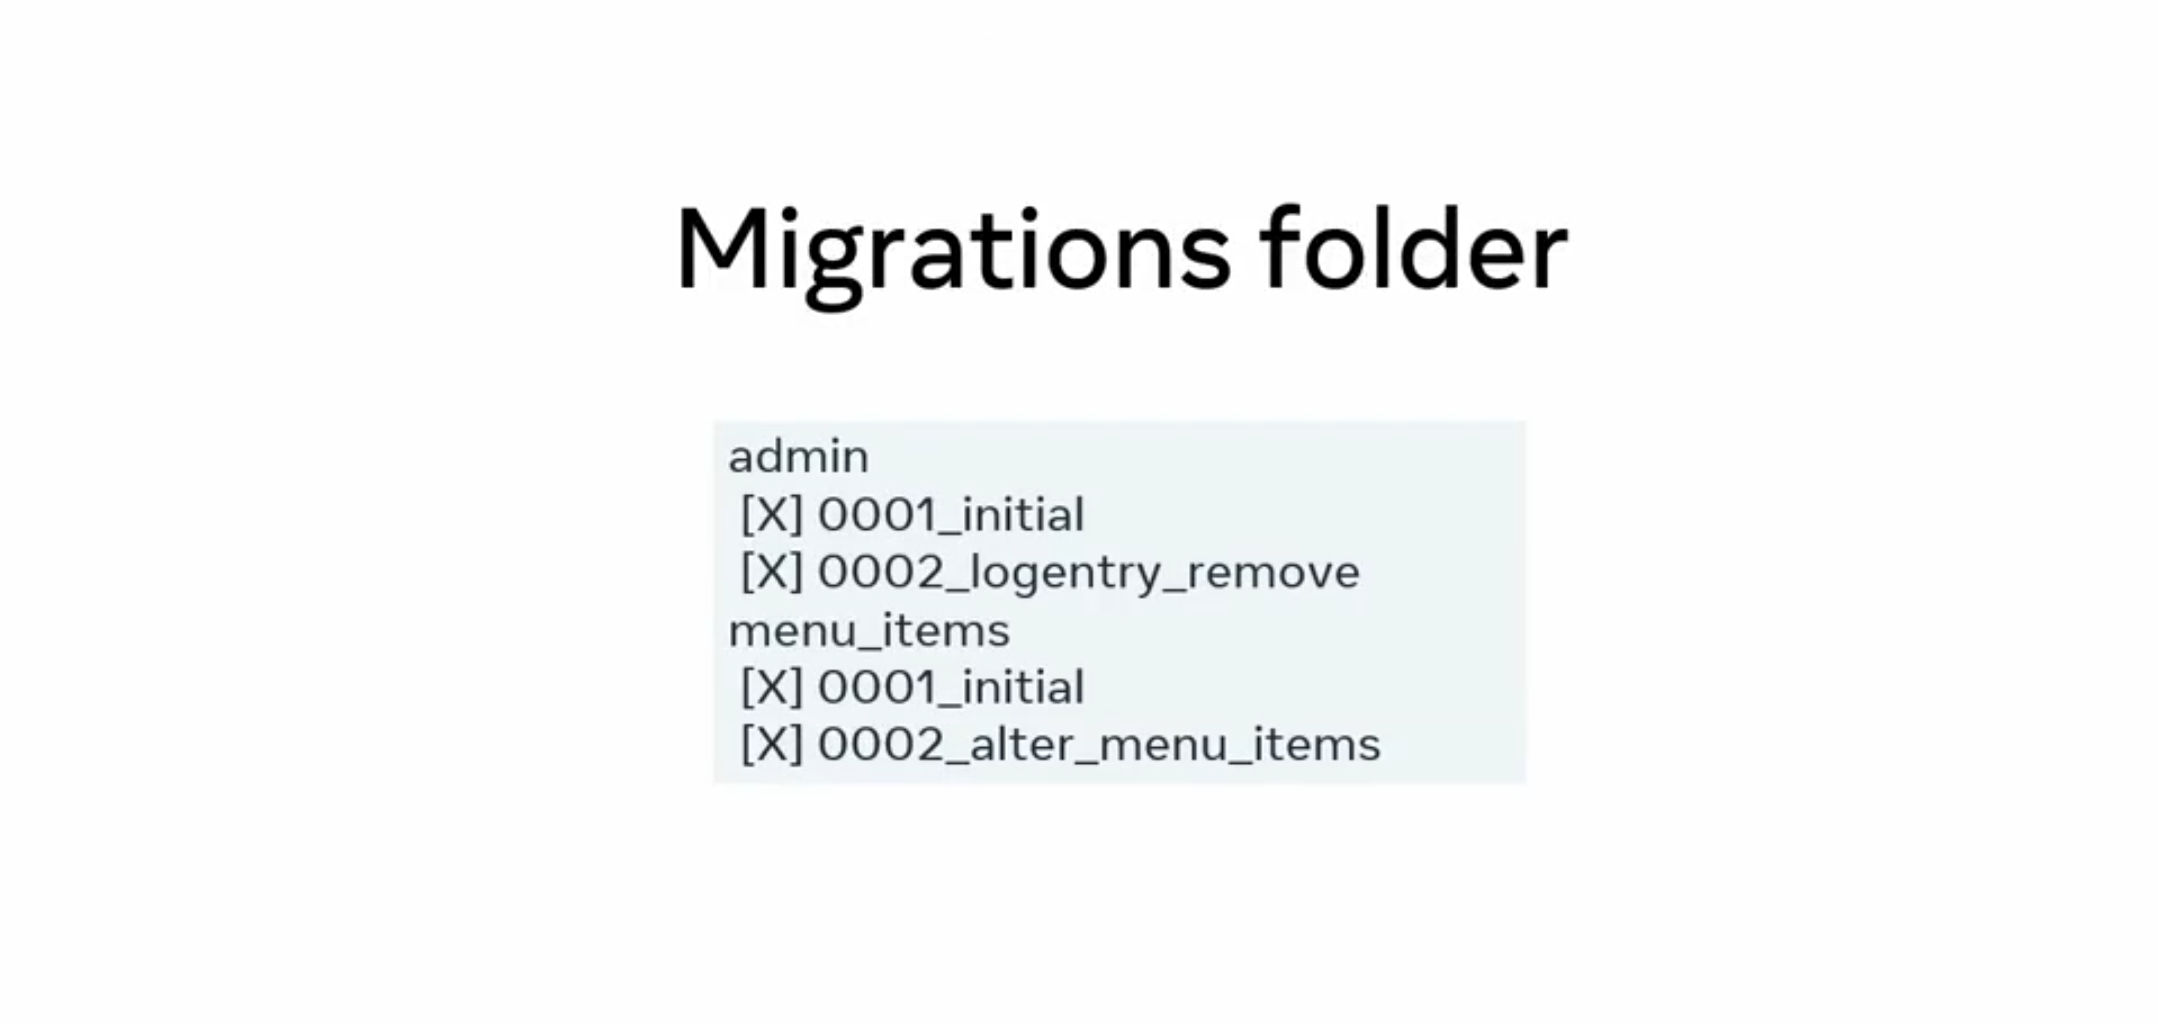 Migrations folder
admin
[X] 0001_initial
[X] 0002_logentry_remove
menu_items
[X] 0001_initial
[X] 0002_alter_menu_items